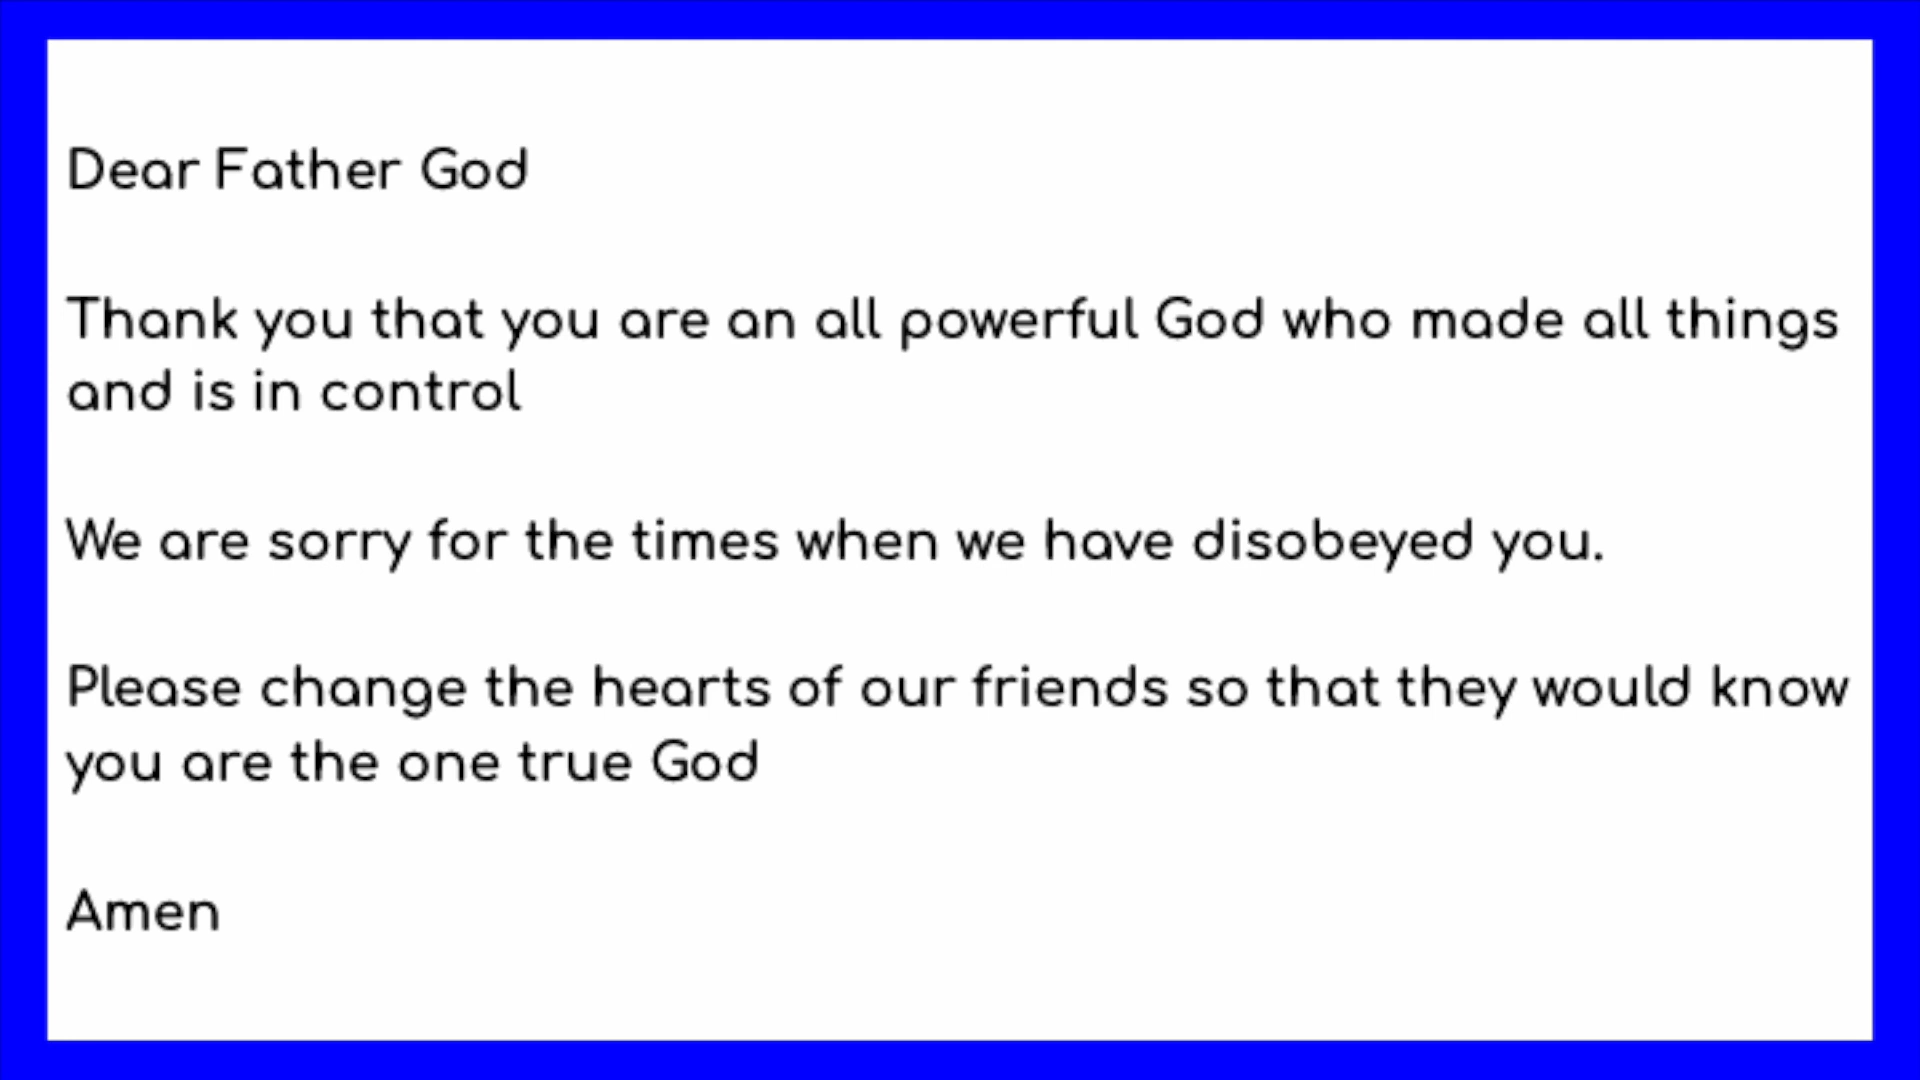 Dear Father God
Thank you that you are an all powerful God who made all things
and is in control
We are sorry for the times when we have disobeyed you.
Please change the hearts of our friends so that they would know
you are the one true God
Amen